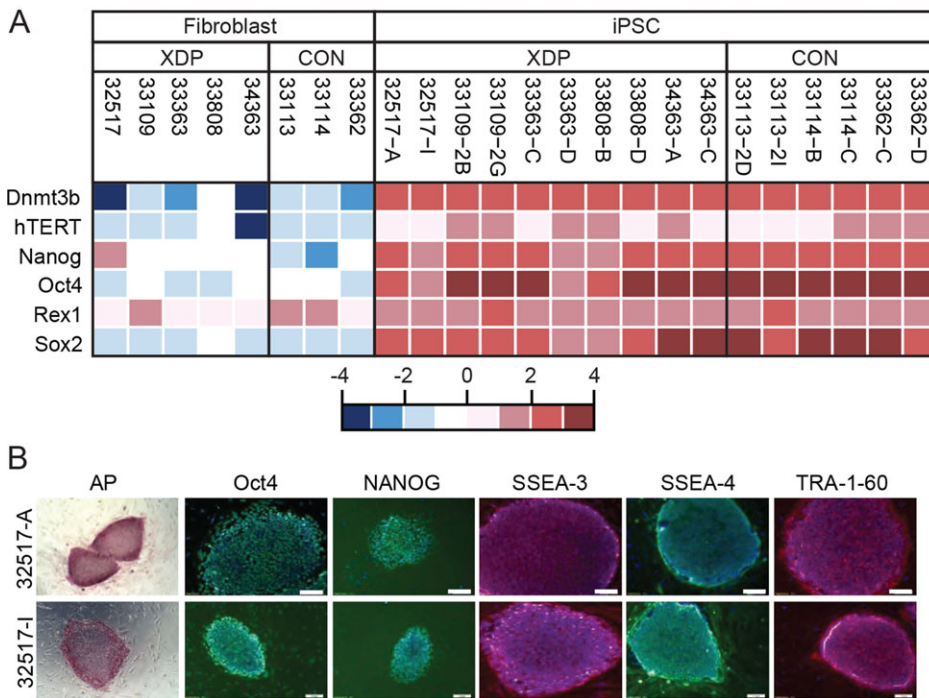 A
Fibroblast iPSC
XDP CON XDP CON
32517 33109 33363 33808 34363 33113 33114 33362 32517-A 32517-I 33109-2B 33109-2G 33363-C 33363-D 33808-B 33808-D 34363-A 34363-C 33113-2D 33113-2I 33114-B 33114-C 33362-C 33362-D
Dnmt3b
hTERT
Nanog
Oct4
Rex1
Sox2
-4 -2 0 2 4
B
AP Oct4 NANOG SSEA-3 SSEA-4 TRA-1-60
32517-A
32517-I